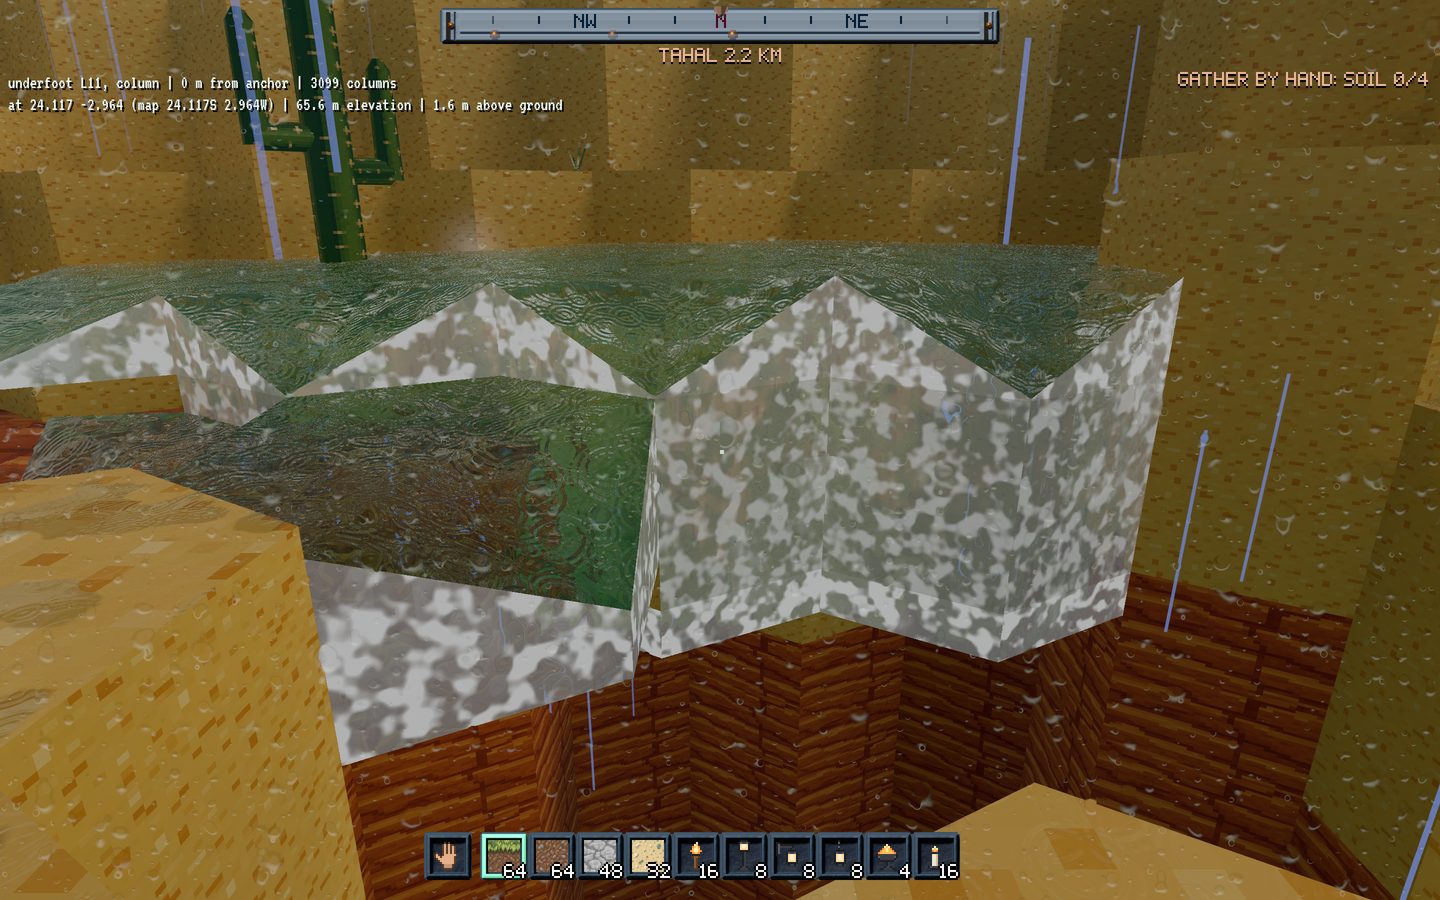 NW N NE
TAHAL 2.2 KM
underfoot L11, column | 0 m from anchor | 3099 columns
at 24.117 -2.964 (map 24.117S 2.964W) | 65.6 m elevation | 1.6 m above ground
GATHER BY HAND: SOIL 0/4
64 64 48 32 16 8 8 8 4 16